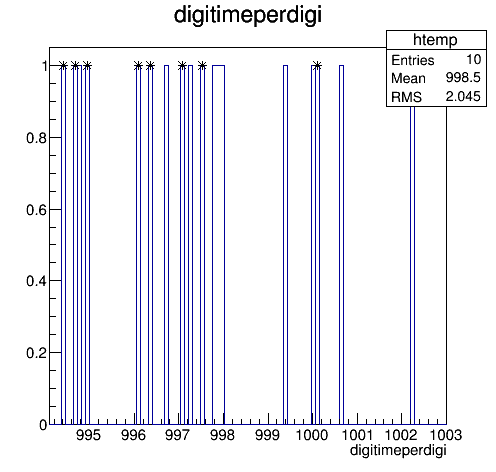 digitimeperdigi
htemp
Entries 10
Mean 998.5
RMS 2.045
1
0.8
0.6
0.4
0.2
0
995 996 997 998 999 1000 1001 1002 1003
digitimeperdigi